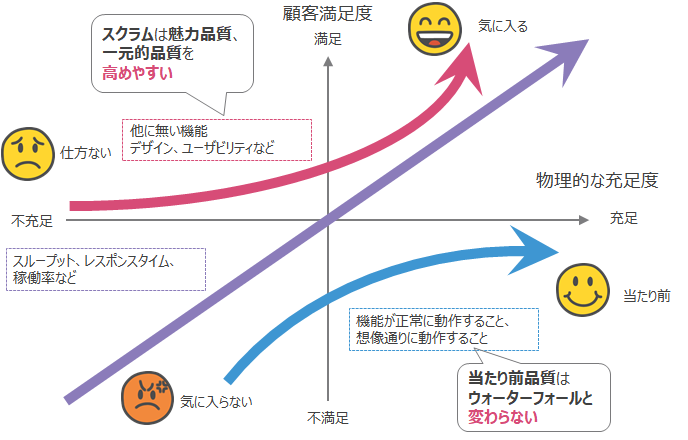 顧客満足度
満足
気に入る
スクラムは魅力品質、
一元的品質を
高めやすい
他に無い機能
デザイン、ユーザビリティなど
仕方ない
物理的な充足度
不充足
充足
スループット、レスポンスタイム、
稼働率など
当たり前
機能が正常に動作すること、
想像通りに動作すること
気に入らない
不満足
当たり前品質は
ウォーターフォールと
変わらない